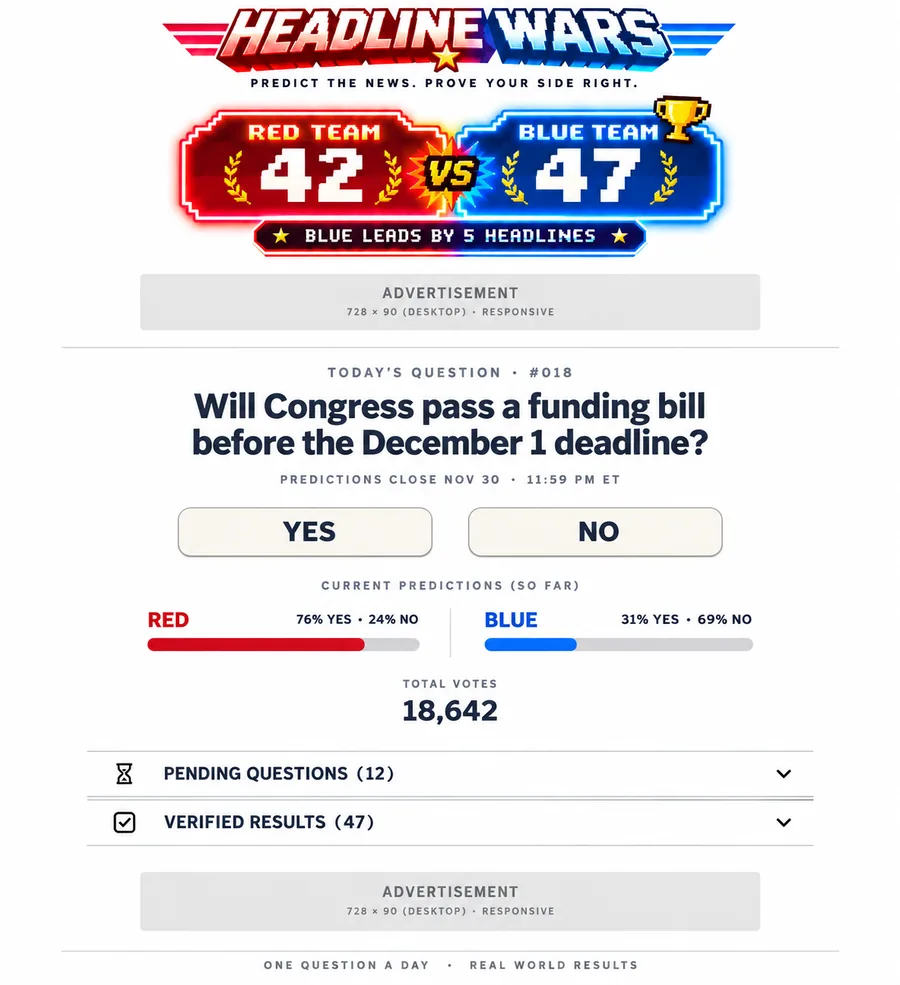 HEADLINE WARS
PREDICT THE NEWS. PROVE YOUR SIDE RIGHT.
RED TEAM
42
VS
BLUE TEAM
47
BLUE LEADS BY 5 HEADLINES
ADVERTISEMENT
728 × 90 (DESKTOP) • RESPONSIVE
TODAY'S QUESTION • #018
Will Congress pass a funding bill
before the December 1 deadline?
PREDICTIONS CLOSE NOV 30 • 11:59 PM ET
YES
NO
CURRENT PREDICTIONS (SO FAR)
RED 76% YES • 24% NO
BLUE 31% YES • 69% NO
TOTAL VOTES
18,642
PENDING QUESTIONS (12)
VERIFIED RESULTS (47)
ADVERTISEMENT
728 × 90 (DESKTOP) • RESPONSIVE
ONE QUESTION A DAY • REAL WORLD RESULTS